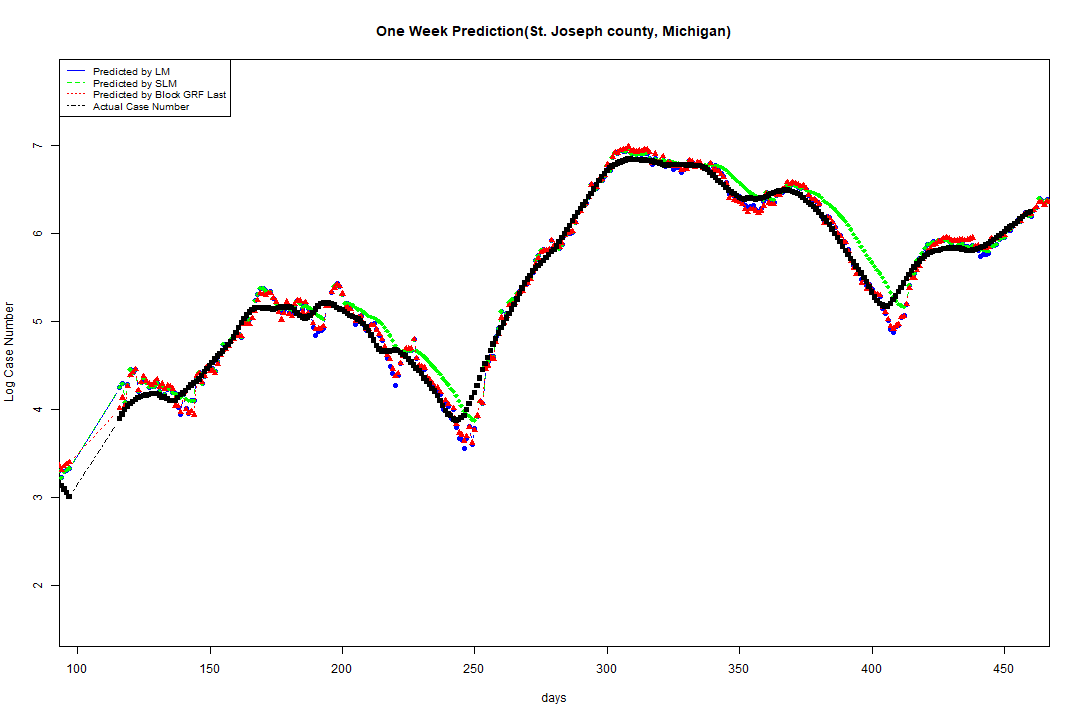 One Week Prediction(St. Joseph county, Michigan)
Predicted by LM
Predicted by SLM
Predicted by Block GRF Last
Actual Case Number
7
6
5
4
3
2
Log Case Number
100 150 200 250 300 350 400 450
days